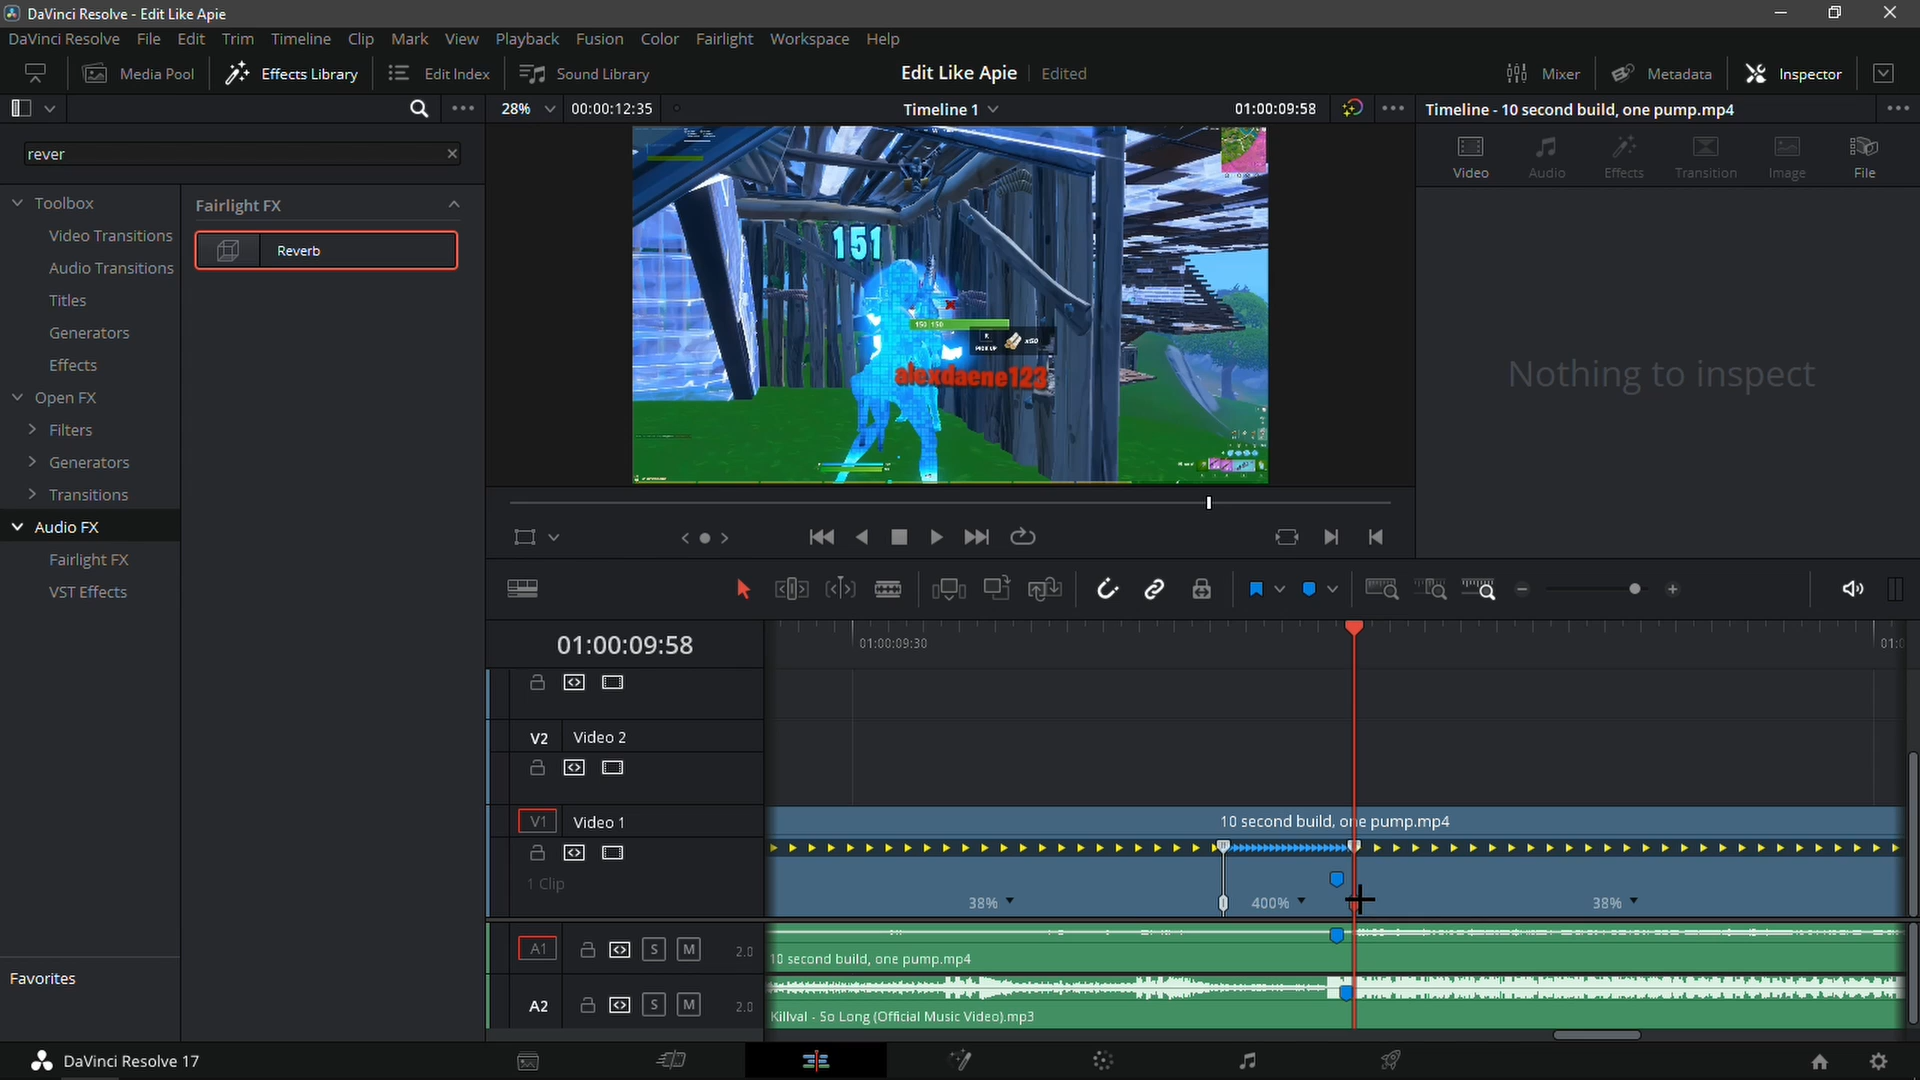 DaVinci Resolve - Edit Like Apie
DaVinci Resolve File Edit Trim Timeline Clip Mark View Playback Fusion Color Fairlight Workspace Help
Media Pool Effects Library Edit Index Sound Library Edit Like Apie Edited Mixer Metadata Inspector
28% 00:00:12:35 Timeline 1 01:00:09:58 Timeline - 10 second build, one pump.mp4
rever
Video Audio Effects Transition Image File
Toolbox
Video Transitions
Audio Transitions
Titles
Generators
Effects
Open FX
Filters
Generators
Transitions
Audio FX
Fairlight FX
VST Effects
Favorites
Fairlight FX
Reverb
151
150 150
PICK UP x50
alexdaene123
Nothing to inspect
01:00:09:58
01:00:09:30
V2 Video 2
V1 Video 1
1 Clip
10 second build, one pump.mp4
38% 400% 38%
A1 S M 2.0
10 second build, one pump.mp4
A2 S M 2.0
Killval - So Long (Official Music Video).mp3
DaVinci Resolve 17